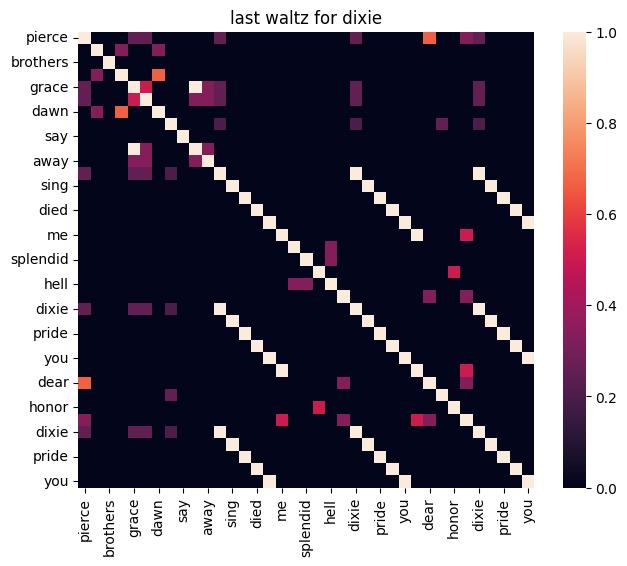 last waltz for dixie
pierce
brothers
grace
dawn
say
away
sing
died
me
splendid
hell
dixie
pride
you
dear
honor
dixie
pride
you
pierce
brothers
grace
dawn
say
away
sing
died
me
splendid
hell
dixie
pride
you
dear
honor
dixie
pride
you
1.0
0.8
0.6
0.4
0.2
0.0